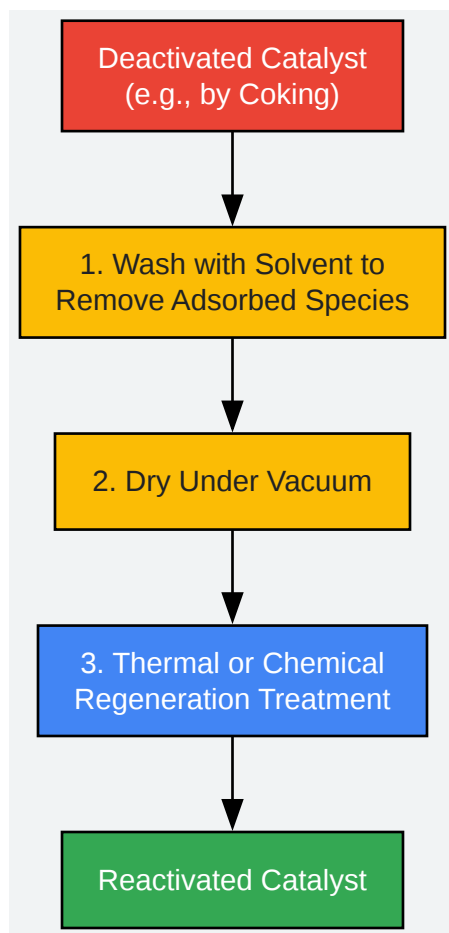 Deactivated Catalyst
(e.g., by Coking)
1. Wash with Solvent to
Remove Adsorbed Species
2. Dry Under Vacuum
3. Thermal or Chemical
Regeneration Treatment
Reactivated Catalyst